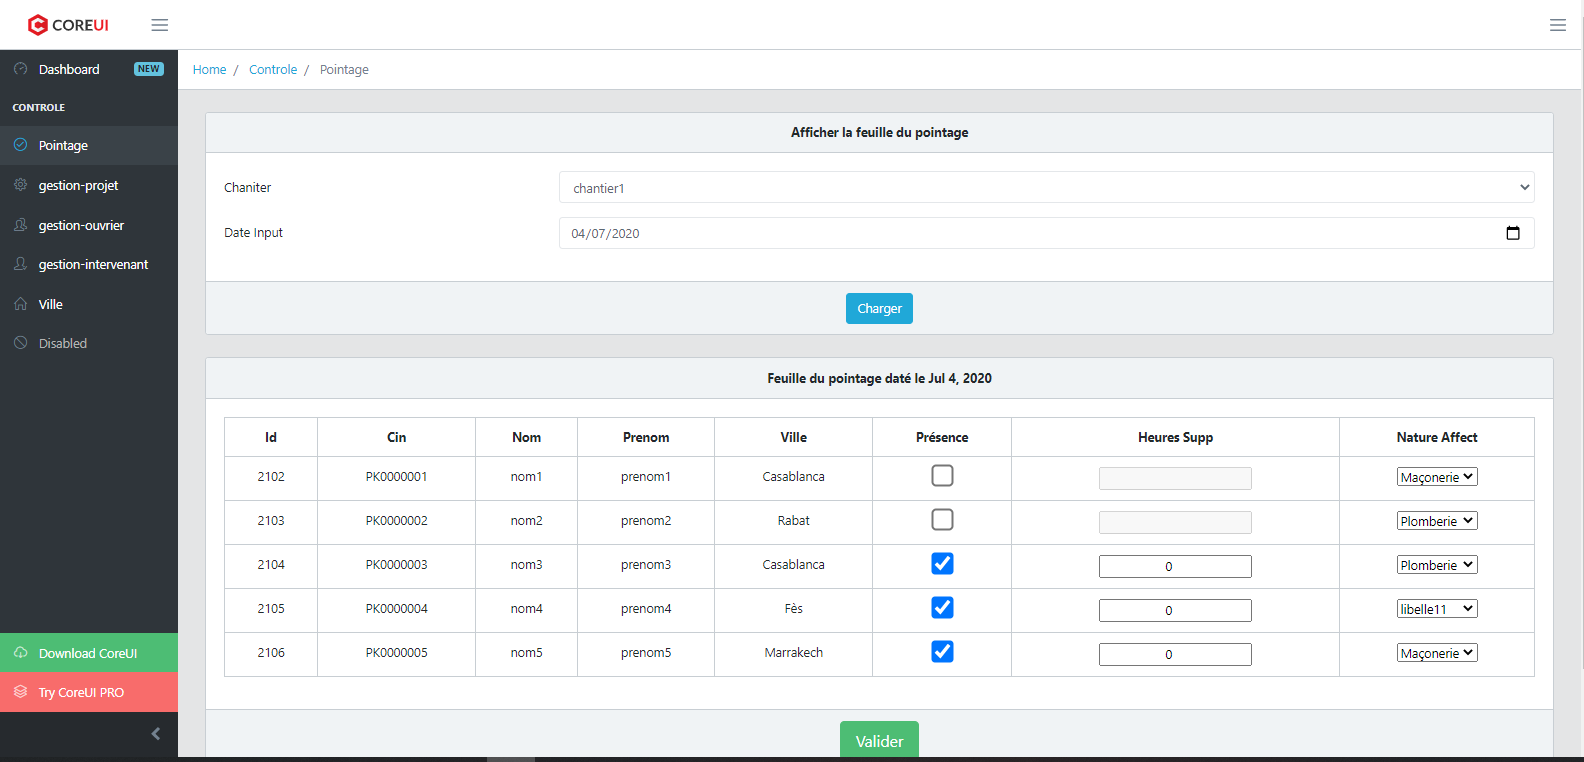 COREUI
Dashboard NEW
Home / Controle / Pointage
CONTROLE
Pointage
gestion-projet
gestion-ouvrier
gestion-intervenant
Ville
Disabled
Download CoreUI
Try CoreUI PRO
Afficher la feuille du pointage
Chaniter chantier1
Date Input 04/07/2020
Charger
Feuille du pointage daté le Jul 4, 2020
Id Cin Nom Prenom Ville Présence Heures Supp Nature Affect
2102 PK0000001 nom1 prenom1 Casablanca Maçonerie
2103 PK0000002 nom2 prenom2 Rabat Plomberie
2104 PK0000003 nom3 prenom3 Casablanca 0 Plomberie
2105 PK0000004 nom4 prenom4 Fès 0 libelle11
2106 PK0000005 nom5 prenom5 Marrakech 0 Maçonerie
Valider